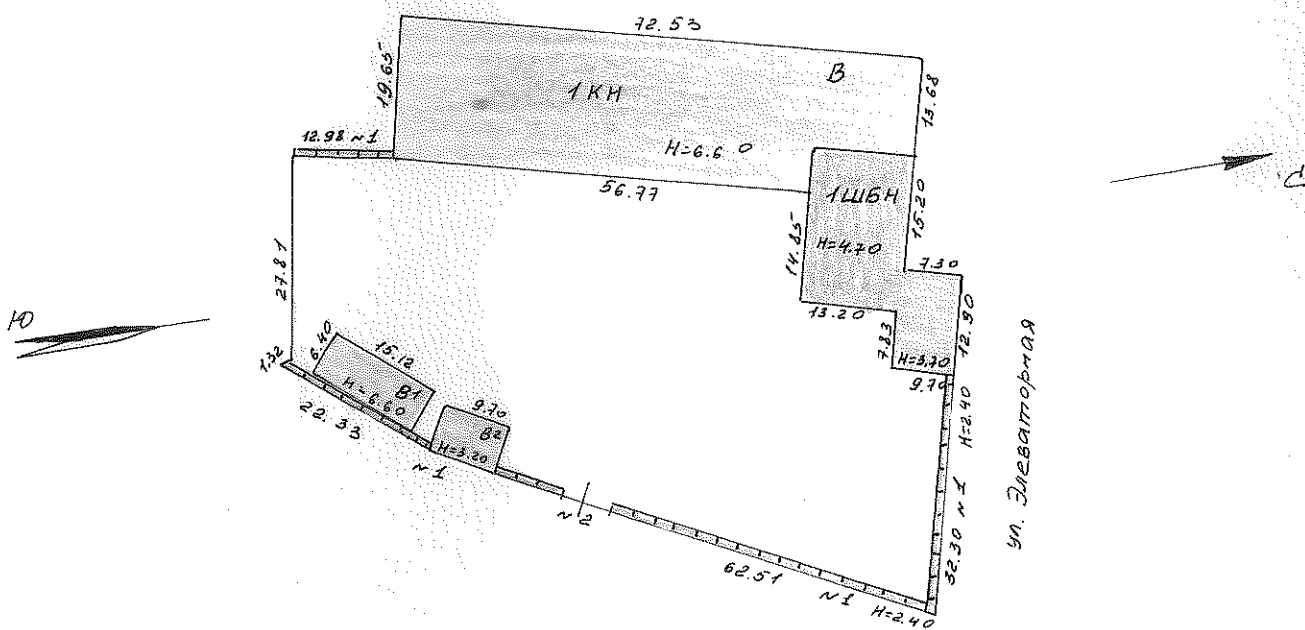 72.53
В
19.65
1КН
13.68
12.98 ~1
Н=6.60
56.77
1ШБН
15.20
С
Н=4.70
14.85
7.30
27.81
13.20
12.90
Ю
7.83
Н=3.70
9.70
6.40
15.12
1.32
В1
Н=6.60
22.33
9.70
В2
Н=3.20
~1
~2
Н=2.40
ул. Элеваторная
32.30 ~1
62.51
~1
Н=2.40